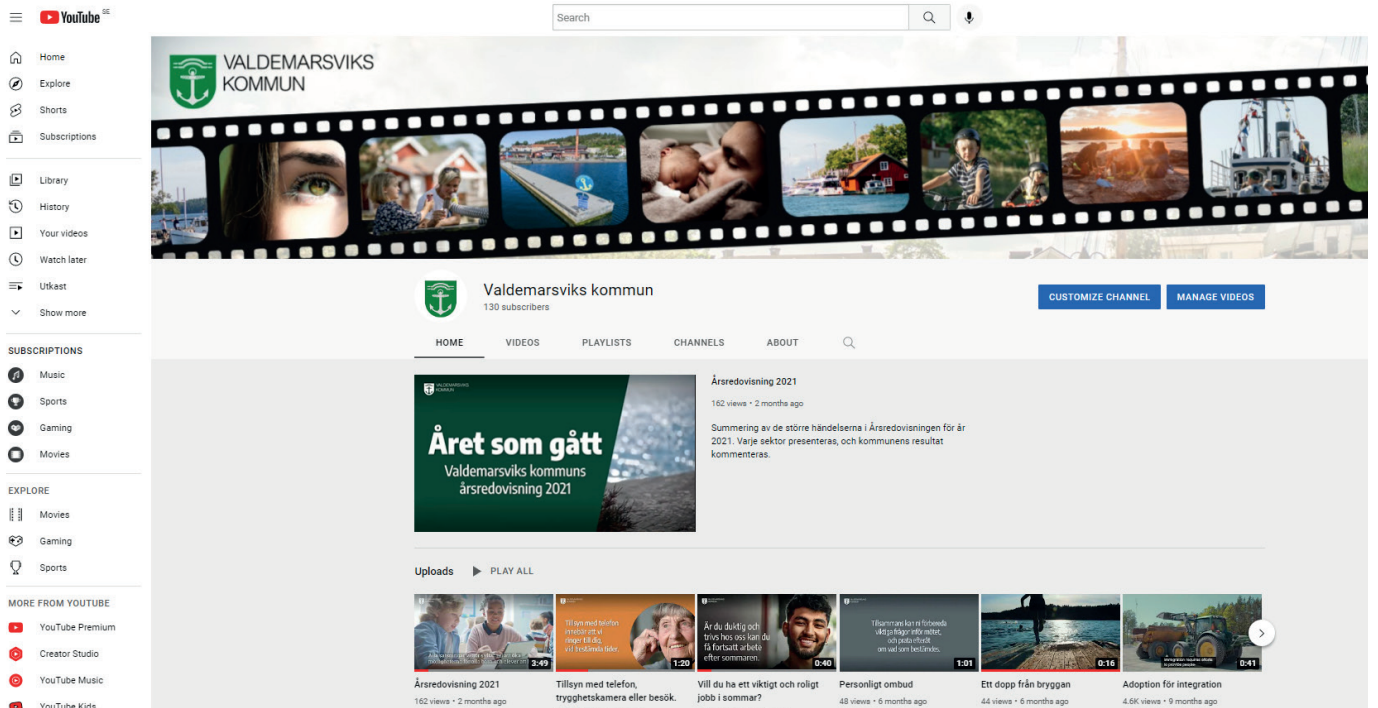 YouTube SE
Search
Home
Explore
Shorts
Subscriptions
Library
History
Your videos
Watch later
Utkast
Show more
SUBSCRIPTIONS
Music
Sports
Gaming
Movies
EXPLORE
Movies
Gaming
Sports
MORE FROM YOUTUBE
YouTube Premium
Creator Studio
YouTube Music
YouTube Kids
VALDEMARSVIKS
KOMMUN
Valdemarsviks kommun
130 subscribers
CUSTOMIZE CHANNEL
MANAGE VIDEOS
HOME VIDEOS PLAYLISTS CHANNELS ABOUT
VALDEMARSVIKS
KOMMUN
Året som gått
Valdemarsviks kommuns
årsredovisning 2021
Årsredovisning 2021
162 views • 2 months ago
Summering av de större händelserna i Årsredovisningen för år
2021. Varje sektor presenteras, och kommunens resultat
kommenteras.
Uploads PLAY ALL
3:49
Årsredovisning 2021
162 views • 2 months ago
Tillsyn med telefon
innebär att vi
ringer till dig,
vid bestämda tider.
1:20
Tillsyn med telefon,
trygghetskamera eller besök.
Är du duktig och
trivs hos oss kan du
få fortsatt arbete
efter sommaren.
0:40
Vill du ha ett viktigt och roligt
jobb i sommar?
Tillsammans kan ni förbereda
viktiga frågor inför mötet,
och prata efteråt
om vad som bestämdes.
1:01
Personligt ombud
48 views • 6 months ago
0:16
Ett dopp från bryggan
44 views • 6 months ago
0:41
Adoption för integration
4.6K views • 9 months ago